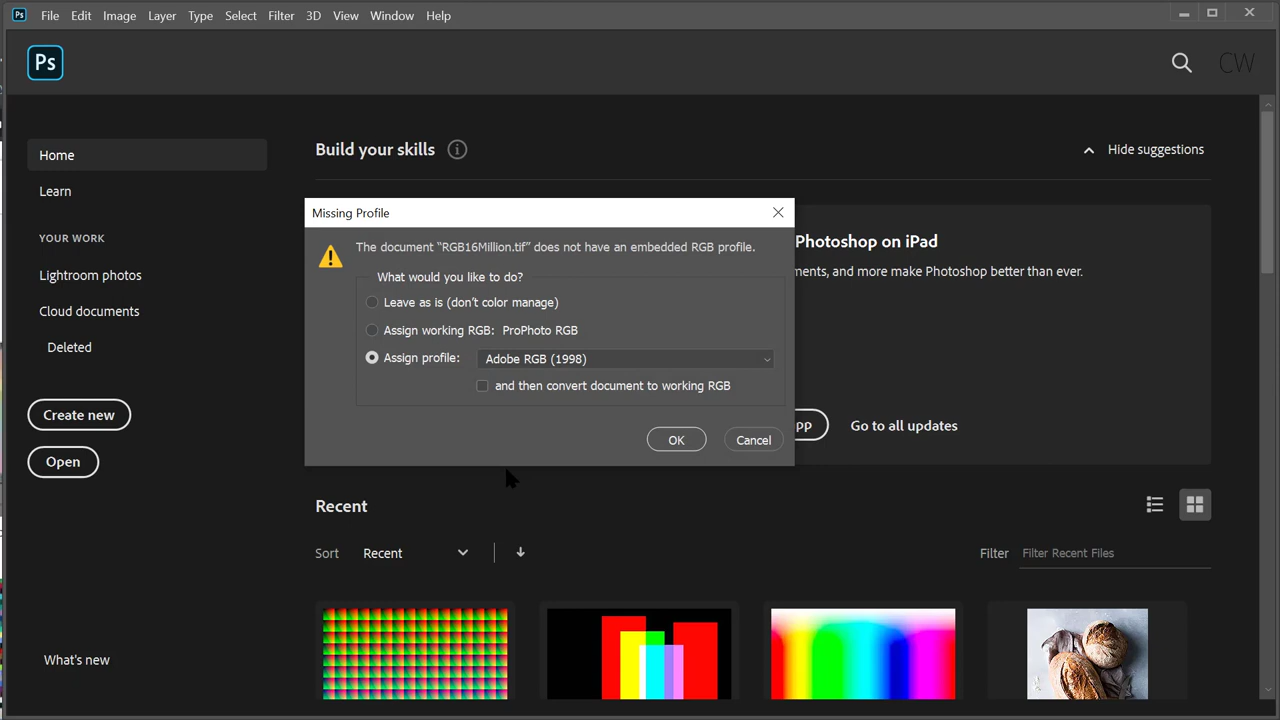 Ps File Edit Image Layer Type Select Filter 3D View Window Help
Ps
CW
Home
Learn
YOUR WORK
Lightroom photos
Cloud documents
Deleted
Create new
Open
What's new
Build your skills
Hide suggestions
Photoshop on iPad
ments, and more make Photoshop better than ever.
PP
Go to all updates
Missing Profile
The document “RGB16Million.tif” does not have an embedded RGB profile.
What would you like to do?
Leave as is (don't color manage)
Assign working RGB: ProPhoto RGB
Assign profile: Adobe RGB (1998)
and then convert document to working RGB
OK Cancel
Recent
Sort Recent
Filter Filter Recent Files